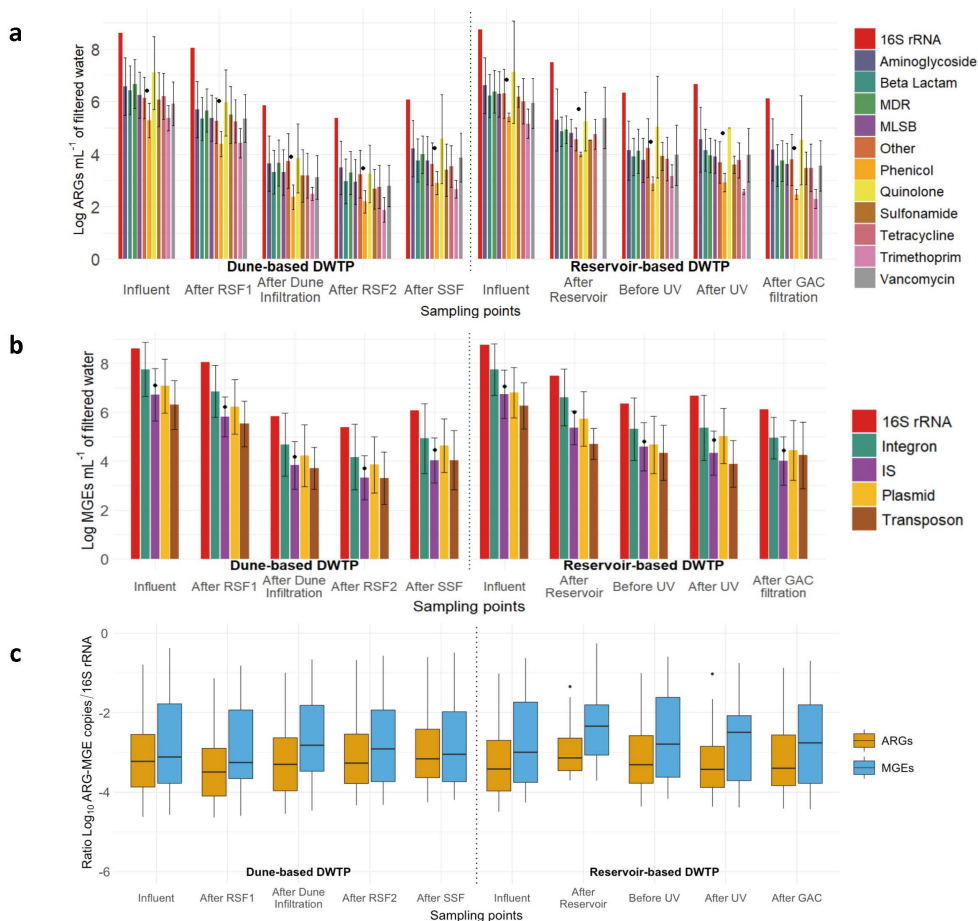 a
Log ARGs mL⁻¹ of filtered water
8
6
4
2
0
Dune-based DWTP
Reservoir-based DWTP
Influent
After RSF1
After Dune
Infiltration
After RSF2
After SSF
Influent
After
Reservoir
Before UV
After UV
After GAC
filtration
Sampling points
16S rRNA
Aminoglycoside
Beta Lactam
MDR
MLSB
Other
Phenicol
Quinolone
Sulfonamide
Tetracycline
Trimethoprim
Vancomycin
b
Log MGEs mL⁻¹ of filtered water
8
6
4
2
0
Dune-based DWTP
Reservoir-based DWTP
Influent
After RSF1
After Dune
Infiltration
After RSF2
After SSF
Influent
After
Reservoir
Before UV
After UV
After GAC
filtration
Sampling points
16S rRNA
Integron
IS
Plasmid
Transposon
c
Ratio Log₁₀ ARG-MGE copies/16S rRNA
0
-2
-4
-6
Dune-based DWTP
Reservoir-based DWTP
Influent
After RSF1
After Dune
Infiltration
After RSF2
After SSF
Influent
After
Reservoir
Before UV
After UV
After GAC
Sampling points
ARGs
MGEs